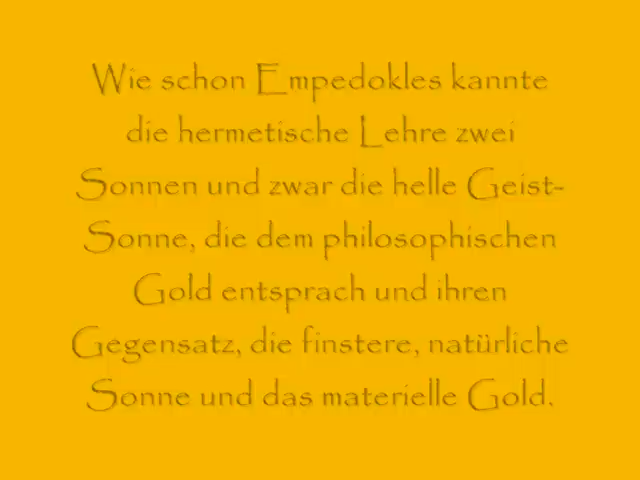 Wie schon Empedokles kannte
die hermetische Lehre zwei
Sonnen und zwar die helle Geist-
Sonne, die dem philosophischen
Gold entsprach und ihren
Gegensatz, die finstere, natürliche
Sonne und das materielle Gold.